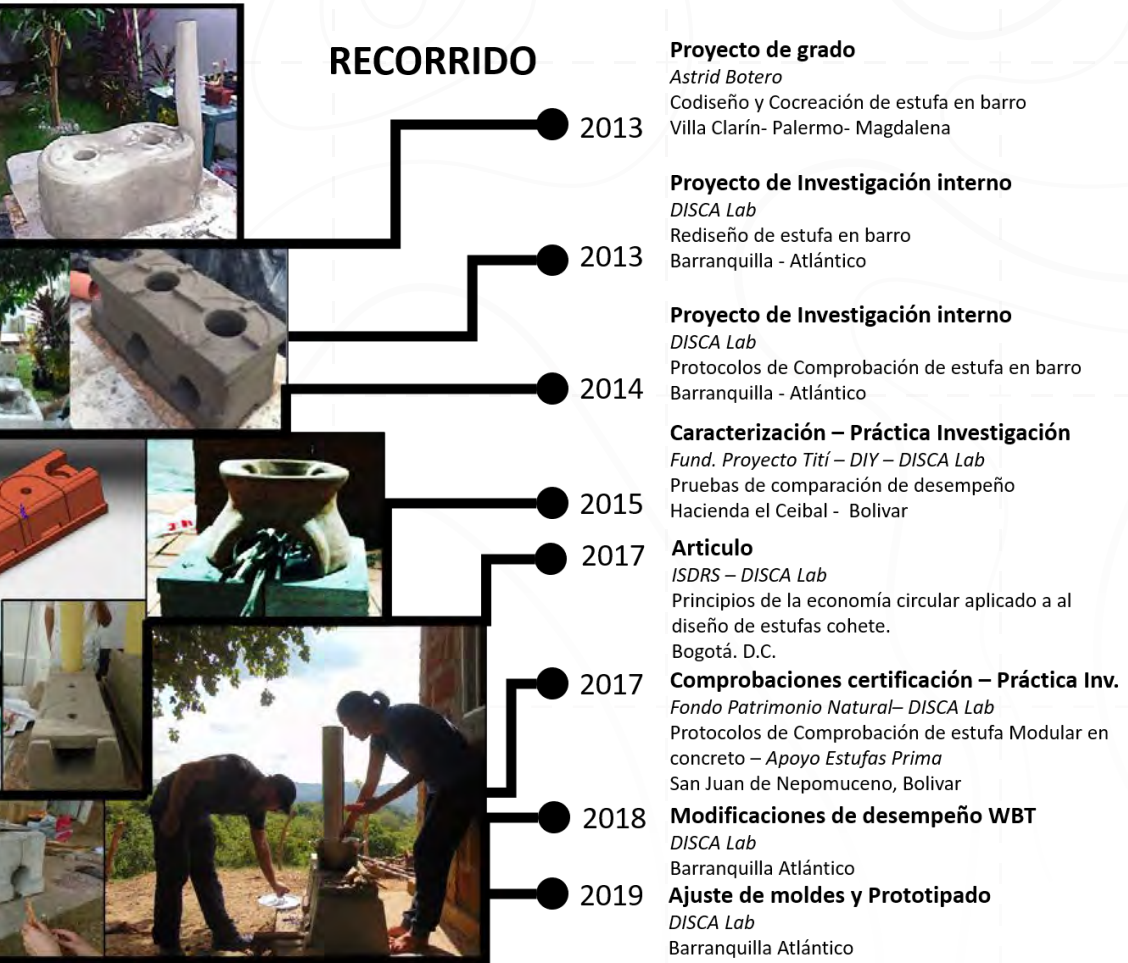 RECORRIDO
2013
Proyecto de grado
Astrid Botero
Codiseño y Cocreación de estufa en barro
Villa Clarín- Palermo- Magdalena
2013
Proyecto de Investigación interno
DISCA Lab
Rediseño de estufa en barro
Barranquilla - Atlántico
2014
Proyecto de Investigación interno
DISCA Lab
Protocolos de Comprobación de estufa en barro
Barranquilla - Atlántico
2015
Caracterización – Práctica Investigación
Fund. Proyecto Tití – DIY – DISCA Lab
Pruebas de comparación de desempeño
Hacienda el Ceibal - Bolivar
2017
Articulo
ISDRS – DISCA Lab
Principios de la economía circular aplicado a al
diseño de estufas cohete.
Bogotá. D.C.
2017
Comprobaciones certificación – Práctica Inv.
Fondo Patrimonio Natural– DISCA Lab
Protocolos de Comprobación de estufa Modular en
concreto – Apoyo Estufas Prima
San Juan de Nepomuceno, Bolivar
2018
Modificaciones de desempeño WBT
DISCA Lab
Barranquilla Atlántico
2019
Ajuste de moldes y Prototipado
DISCA Lab
Barranquilla Atlántico